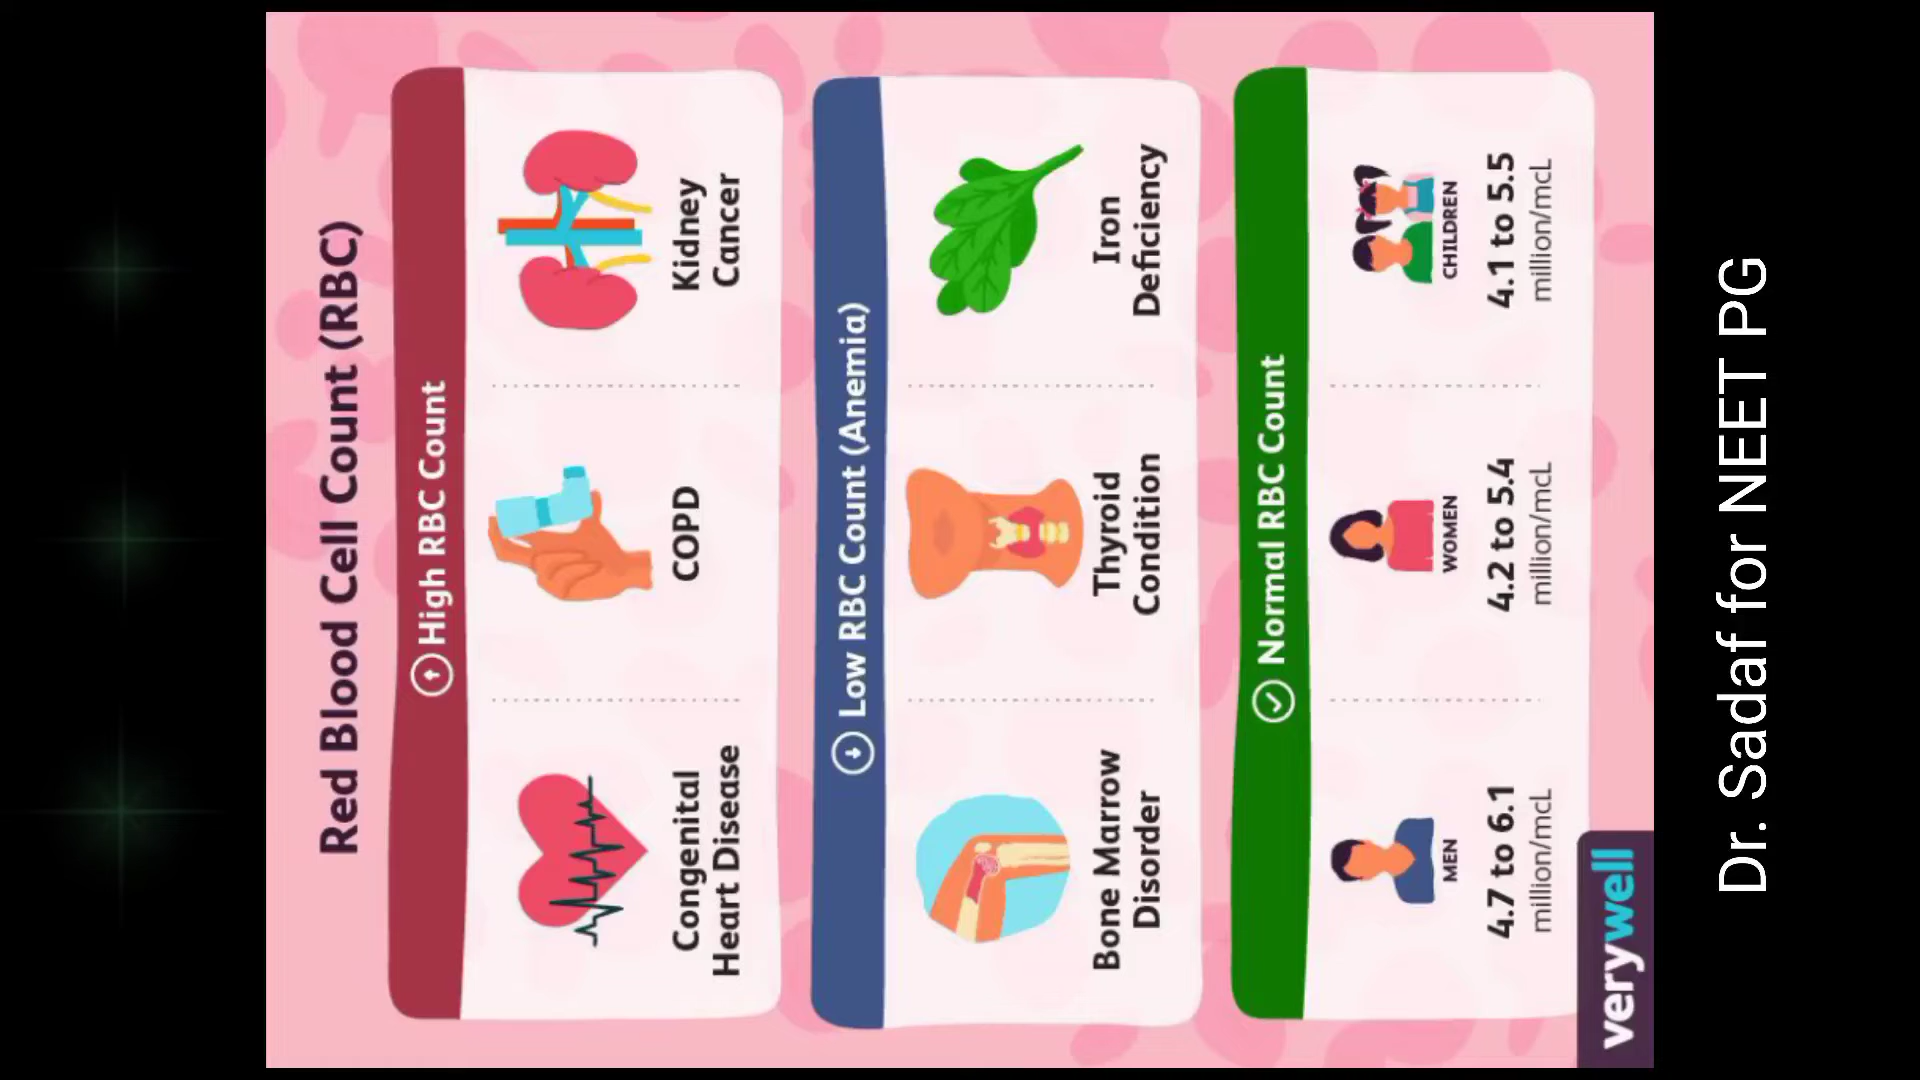 Red Blood Cell Count (RBC)
High RBC Count
Congenital
Heart Disease
COPD
Kidney
Cancer
Low RBC Count (Anemia)
Bone Marrow
Disorder
Thyroid
Condition
Iron
Deficiency
Normal RBC Count
MEN
4.7 to 6.1
million/mcL
WOMEN
4.2 to 5.4
million/mcL
CHILDREN
4.1 to 5.5
million/mcL
verywell
Dr. Sadaf for NEET PG